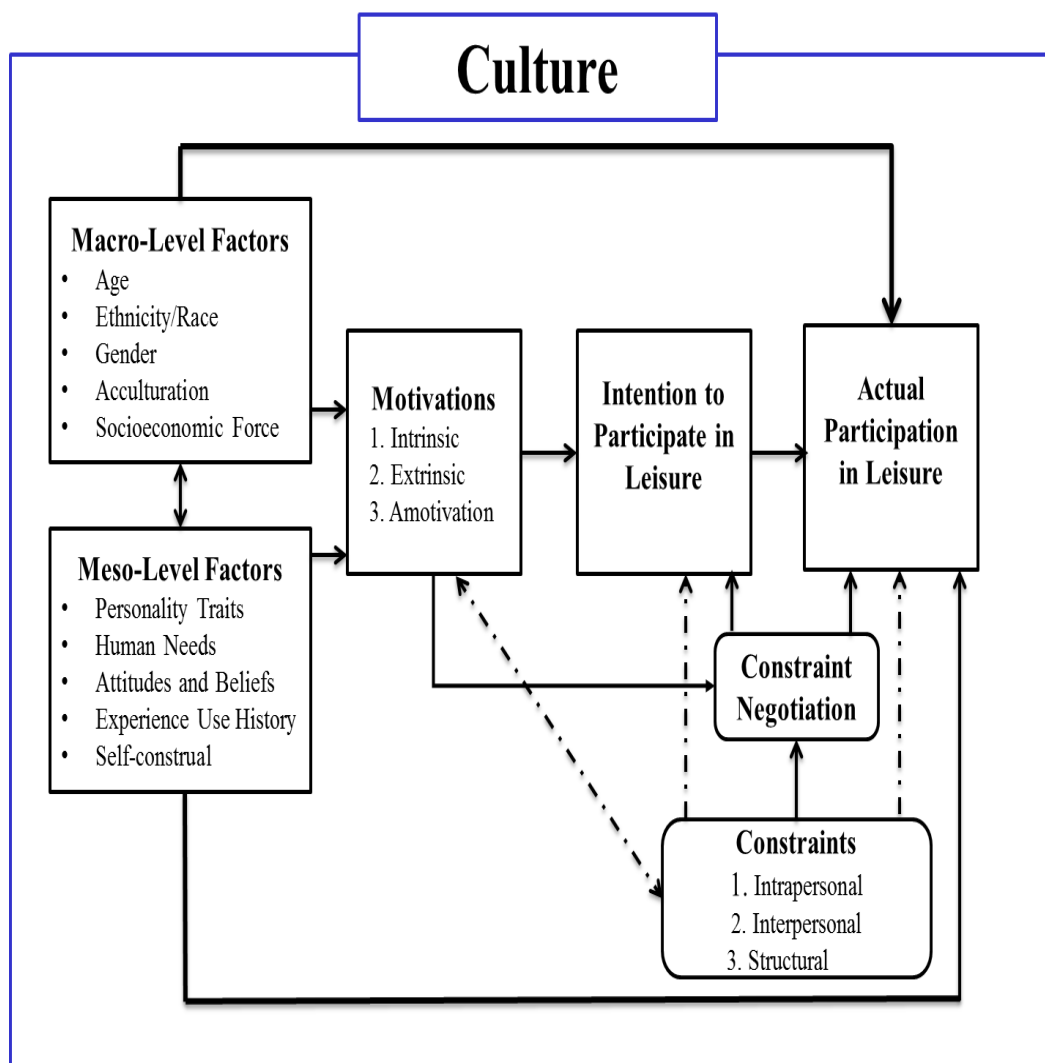 Culture
Macro-Level Factors
• Age
• Ethnicity/Race
• Gender
• Acculturation
• Socioeconomic Force
Meso-Level Factors
• Personality Traits
• Human Needs
• Attitudes and Beliefs
• Experience Use History
• Self-construal
Motivations
1. Intrinsic
2. Extrinsic
3. Amotivation
Intention to
Participate in
Leisure
Actual
Participation
in Leisure
Constraint
Negotiation
Constraints
1. Intrapersonal
2. Interpersonal
3. Structural